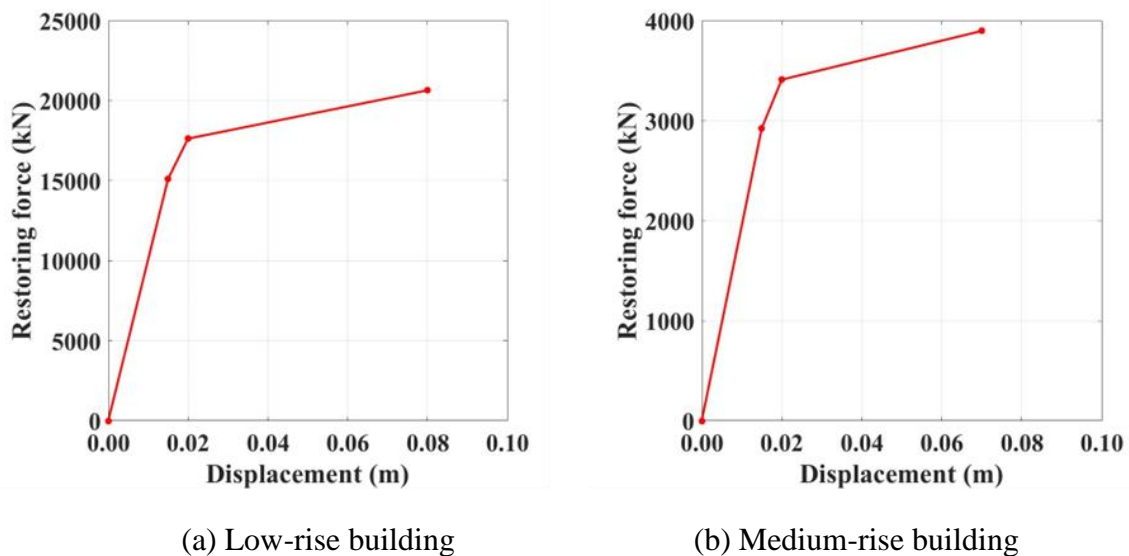 25000
20000
15000
10000
5000
0
Restoring force (kN)
0.00 0.02 0.04 0.06 0.08 0.10
Displacement (m)
(a) Low-rise building
4000
3000
2000
1000
0
Restoring force (kN)
0.00 0.02 0.04 0.06 0.08 0.10
Displacement (m)
(b) Medium-rise building